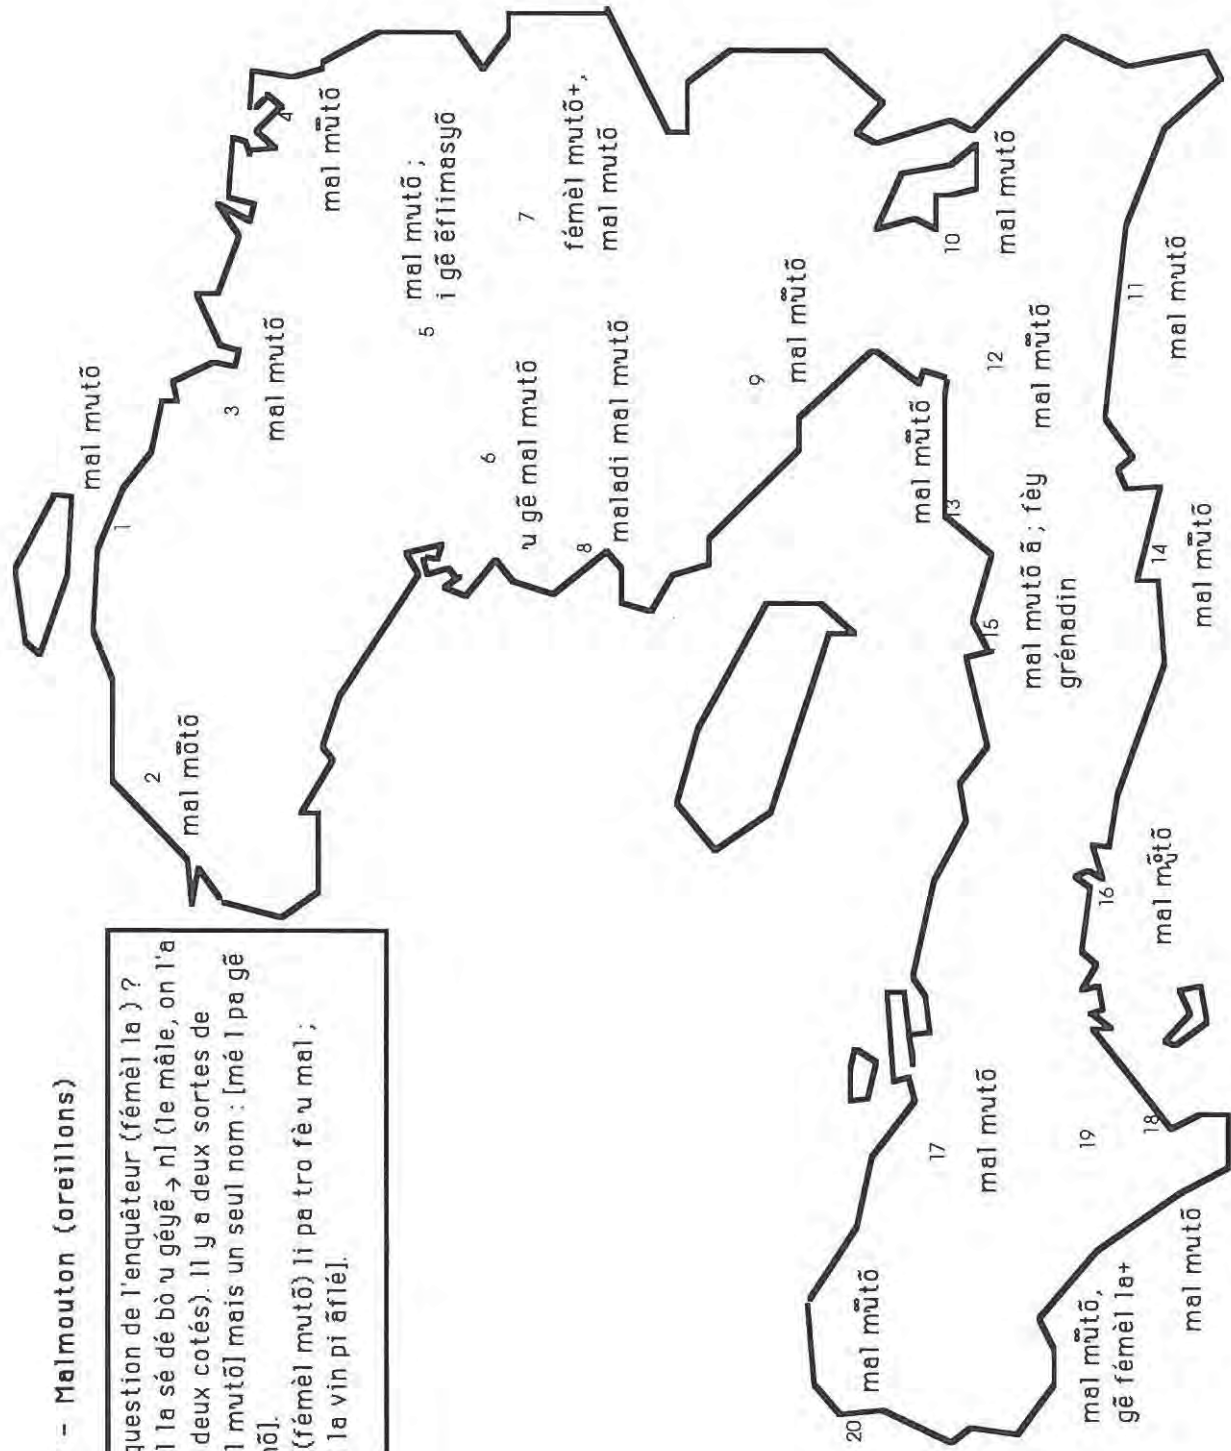 – Malmouton (oreillons)
question de l'enquêteur (fémèl la) ?
l la sé dé bò u géyẽ → n] (le mâle, on l'a
deux cotés). Il y a deux sortes de
l mutõ] mais un seul nom : [mé l pa gẽ
nõ].
(fémèl mutõ) li pa tro fè u mal ;
la vin pi ãflé].
1
mal mutõ
2
mal mõtõ
3
mal mutõ
4
mal mũtõ
5
mal mutõ ;
i gẽ ẽflimasyõ
6
u gẽ mal mutõ
7
fémèl mutõ+,
mal mutõ
8
maladi mal mutõ
9
mal mũtõ
10
mal mutõ
11
mal mutõ
12
mal mũtõ
13
mal mũtõ
14
mal mũtõ
15
mal mutõ ã ; fèy
grénadin
16
17
mal mutõ
18
mal mutõ
19
mal mũtõ,
gẽ fémèl la+
20
mal mũtõ